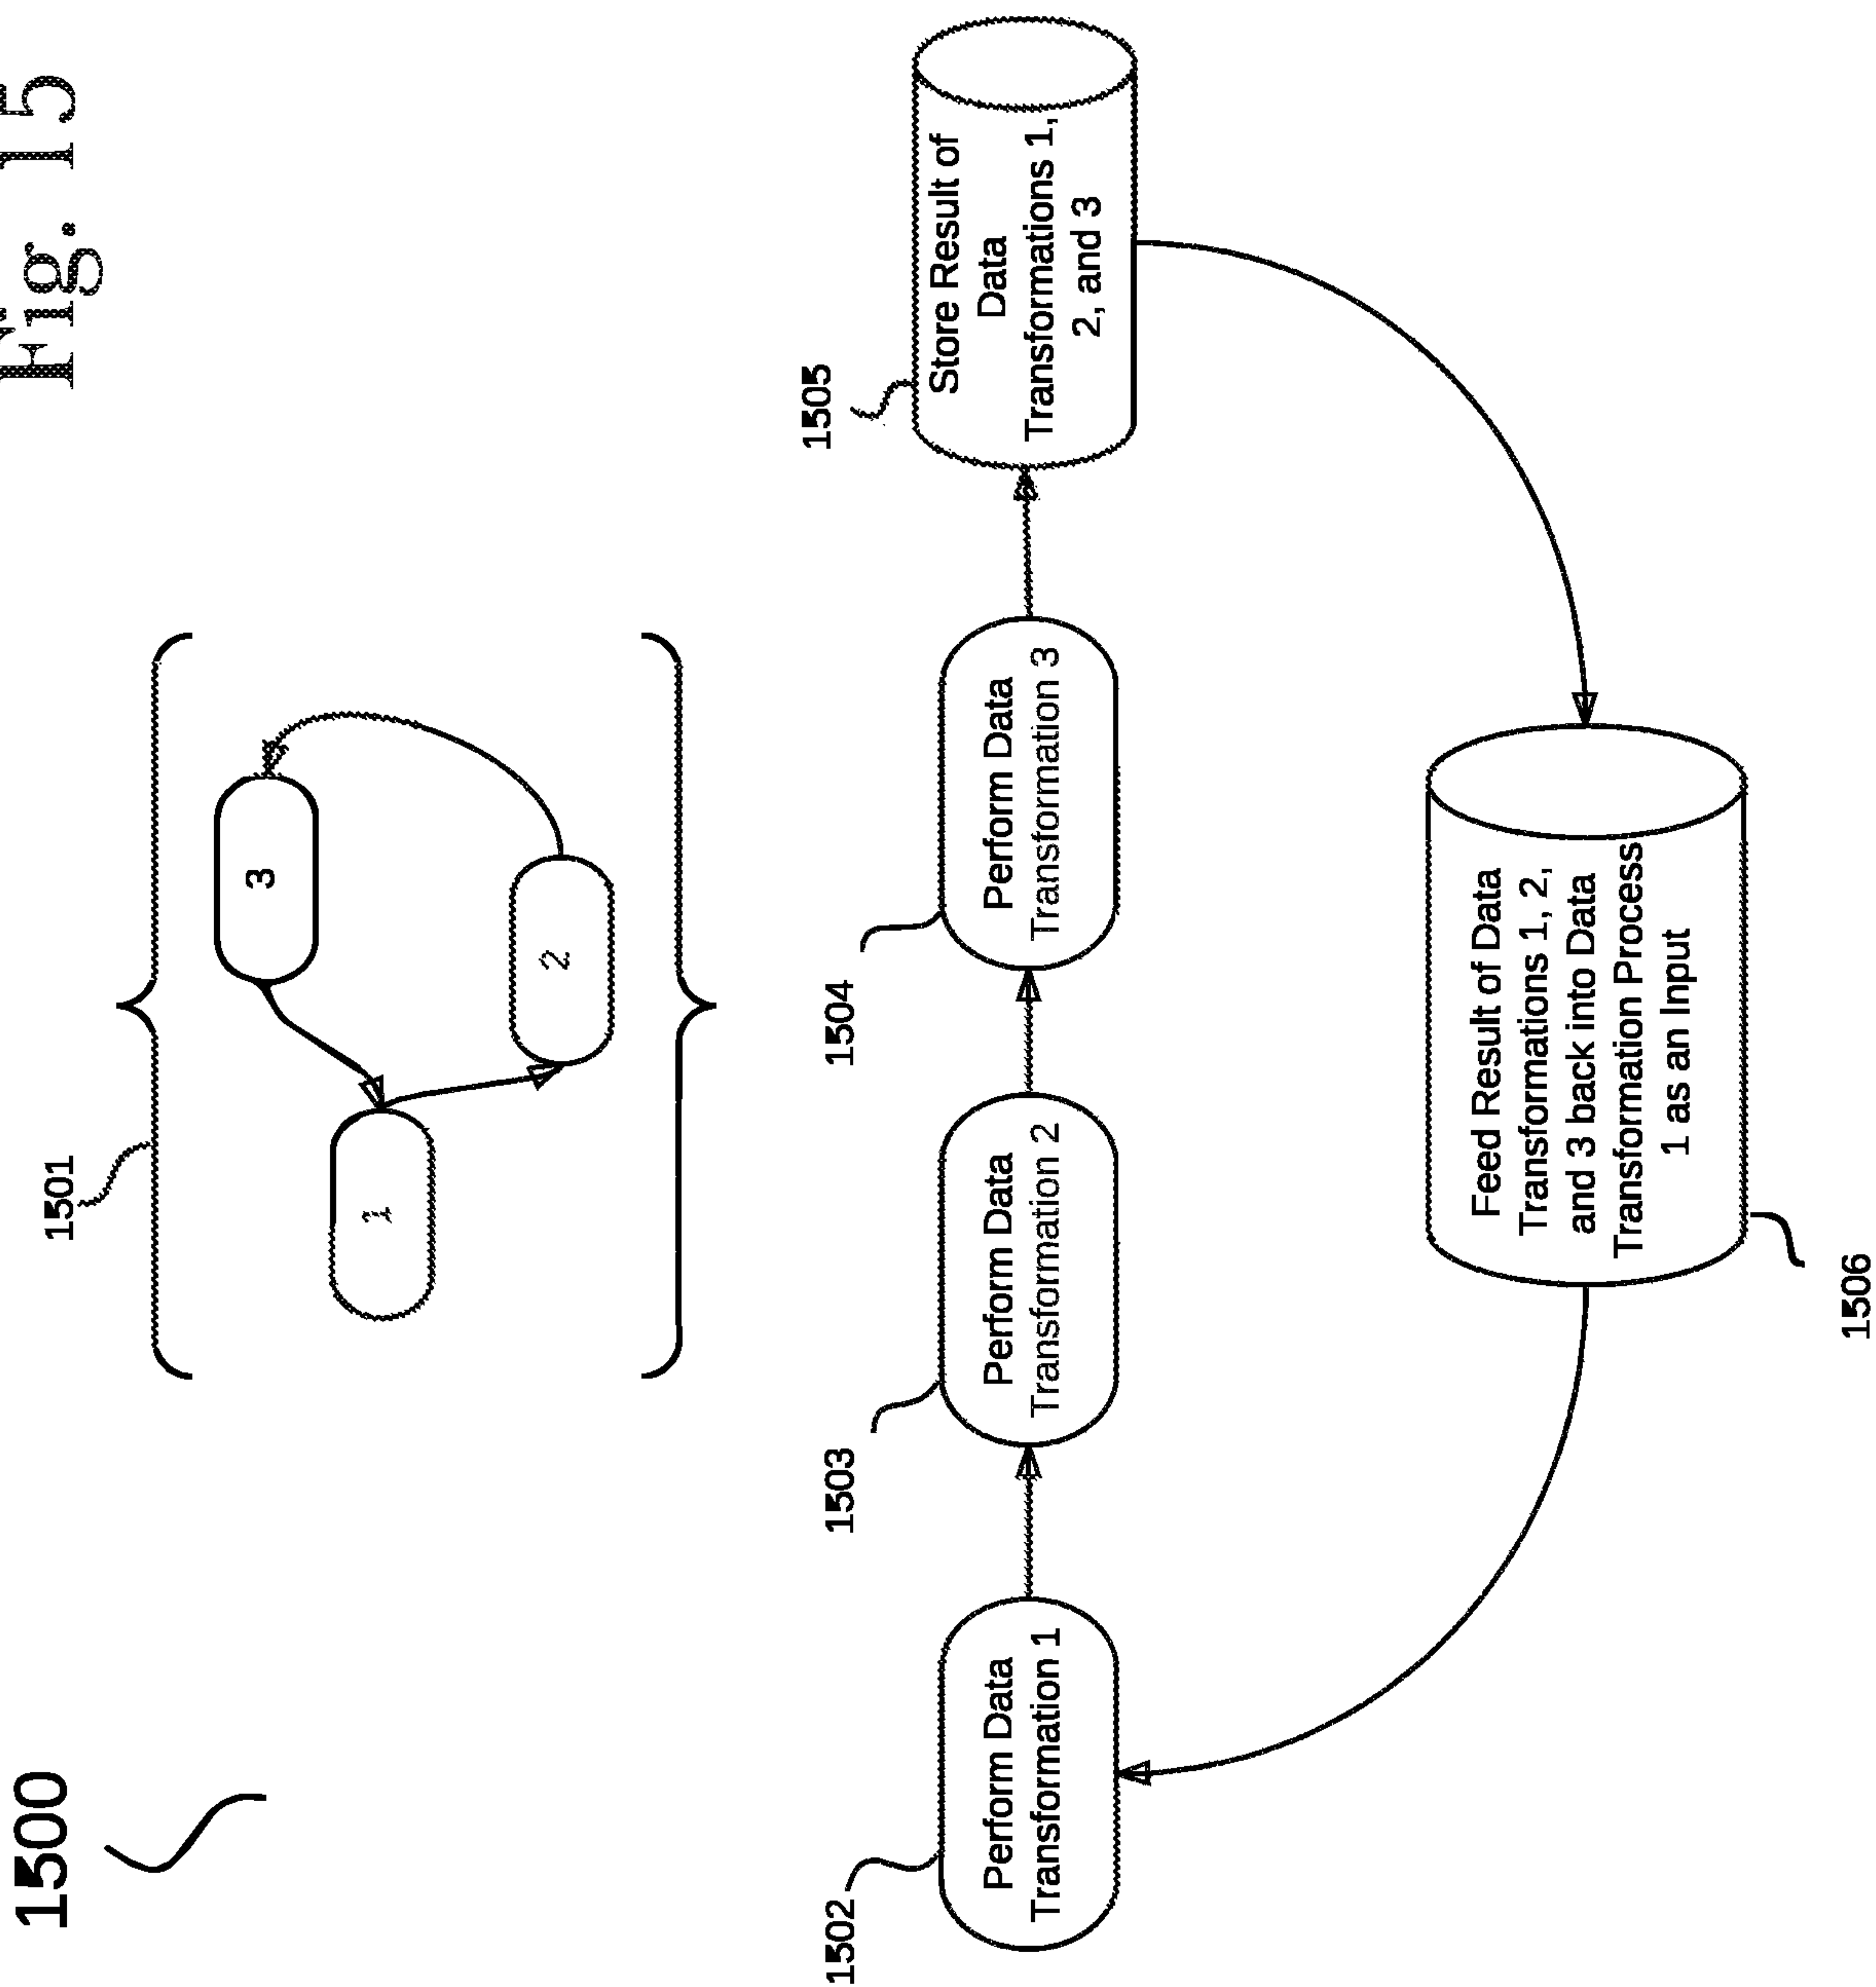 Fig. 15
1500
1501
1
2
3
1502
Perform Data
Transformation 1
1503
Perform Data
Transformation 2
1504
Perform Data
Transformation 3
1505
Store Result of
Data
Transformations 1,
2, and 3
Feed Result of Data
Transformations 1, 2,
and 3 back into Data
Transformation Process
1 as an Input
1506